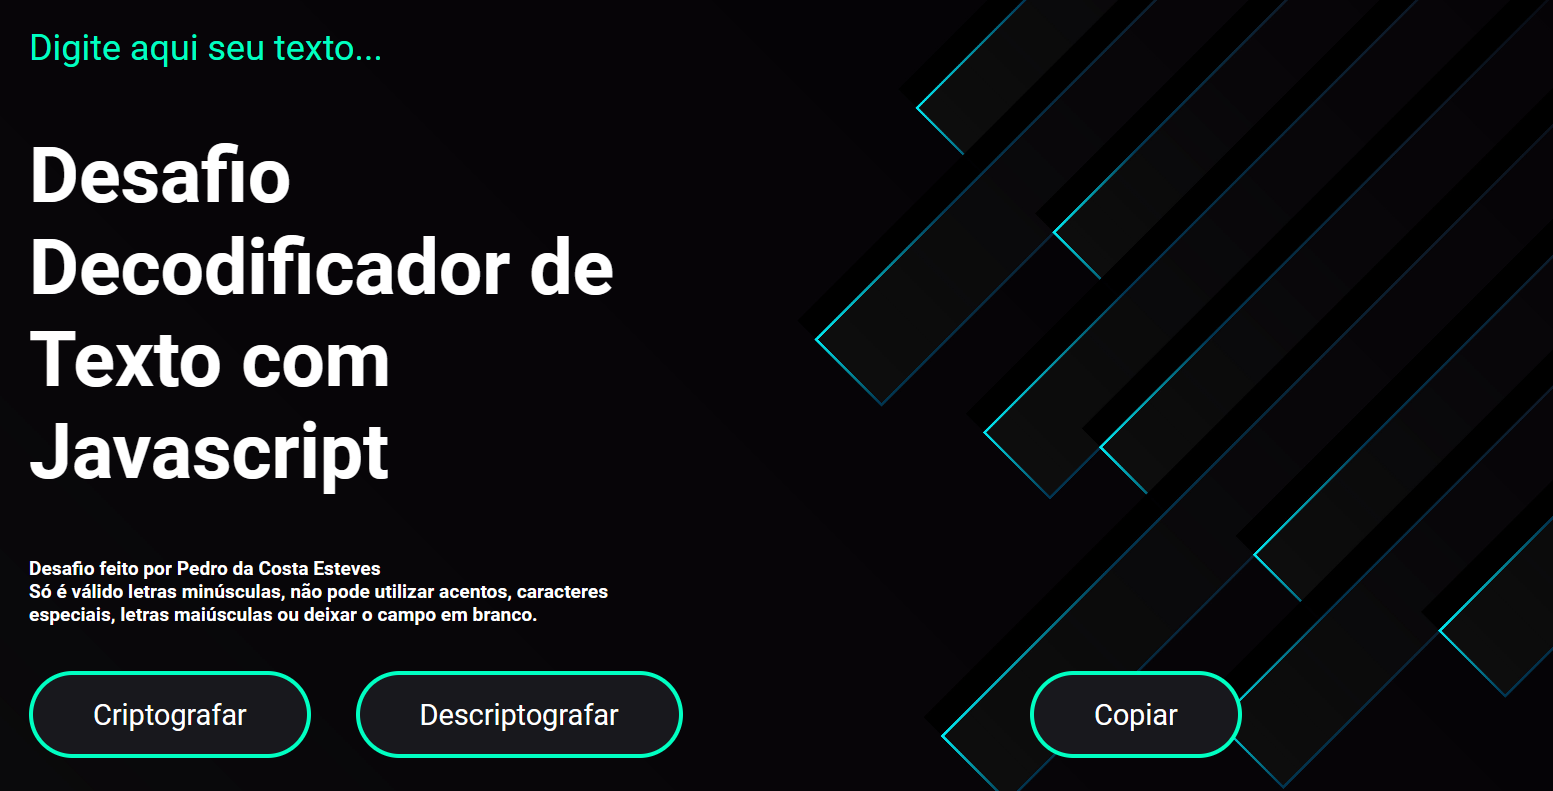 Digite aqui seu texto...
Desafio
Decodificador de
Texto com
Javascript
Desafio feito por Pedro da Costa Esteves
Só é válido letras minúsculas, não pode utilizar acentos, caracteres
especiais, letras maiúsculas ou deixar o campo em branco.
Criptografar
Descriptografar
Copiar